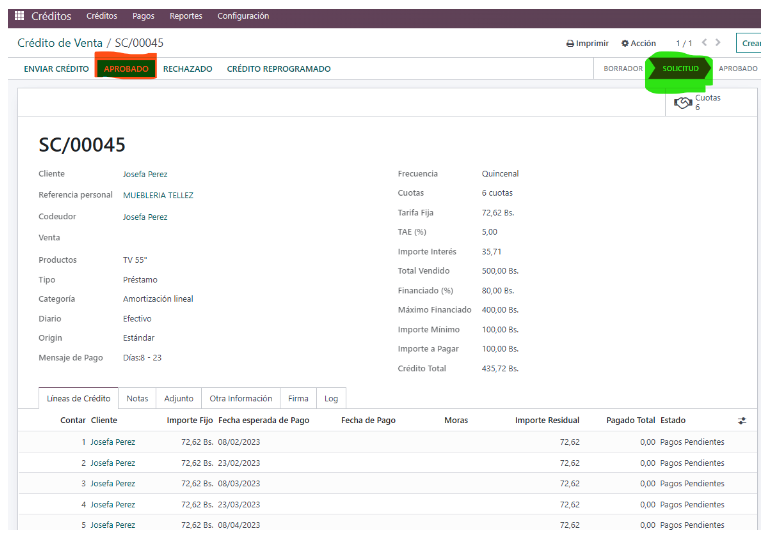 Créditos Créditos Pagos Reportes Configuración
Crédito de Venta / SC/00045 Imprimir Acción 1 / 1
ENVIAR CRÉDITO APROBADO RECHAZADO CRÉDITO REPROGRAMADO BORRADOR SOLICITUD APROBADO
Cuotas
6
SC/00045
Cliente Josefa Perez Frecuencia Quincenal
Referencia personal MUEBLERIA TELLEZ Cuotas 6 cuotas
Codeudor Josefa Perez Tarifa Fija 72,62 Bs.
Venta TAE (%) 5,00
Productos TV 55" Importe Interés 35,71
Tipo Préstamo Total Vendido 500,00 Bs.
Categoría Amortización lineal Financiado (%) 80,00 Bs.
Diario Efectivo Máximo Financiado 400,00 Bs.
Origin Estándar Importe Mínimo 100,00 Bs.
Mensaje de Pago Días:8 - 23 Importe a Pagar 100,00 Bs.
Crédito Total 435,72 Bs.
Líneas de Crédito Notas Adjunto Otra Información Firma Log
Contar Cliente Importe Fijo Fecha esperada de Pago Fecha de Pago Moras Importe Residual Pagado Total Estado
1 Josefa Perez 72,62 Bs. 08/02/2023 72,62 0,00 Pagos Pendientes
2 Josefa Perez 72,62 Bs. 23/02/2023 72,62 0,00 Pagos Pendientes
3 Josefa Perez 72,62 Bs. 08/03/2023 72,62 0,00 Pagos Pendientes
4 Josefa Perez 72,62 Bs. 23/03/2023 72,62 0,00 Pagos Pendientes
5 Josefa Perez 72,62 Bs. 08/04/2023 72,62 0,00 Pagos Pendientes